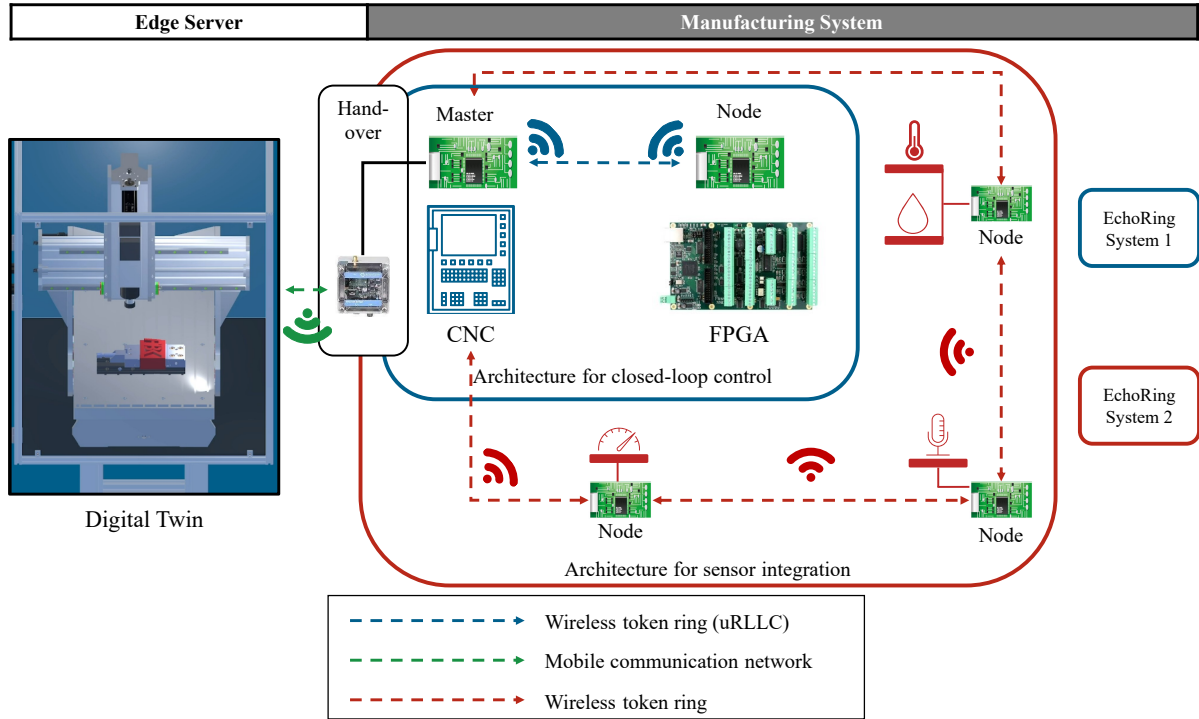 Edge Server
Manufacturing System
Hand-
over
Master
Node
Node
EchoRing
System 1
CNC
FPGA
Architecture for closed-loop control
EchoRing
System 2
Digital Twin
Node
Node
Architecture for sensor integration
Wireless token ring (uRLLC)
Mobile communication network
Wireless token ring